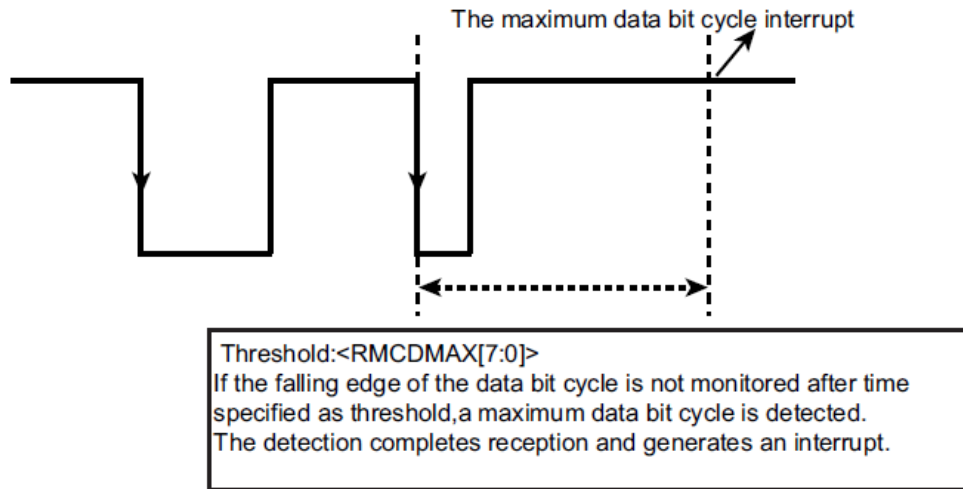 The maximum data bit cycle interrupt
Threshold:<RMCDMAX[7:0]>
If the falling edge of the data bit cycle is not monitored after time
specified as threshold,a maximum data bit cycle is detected.
The detection completes reception and generates an interrupt.